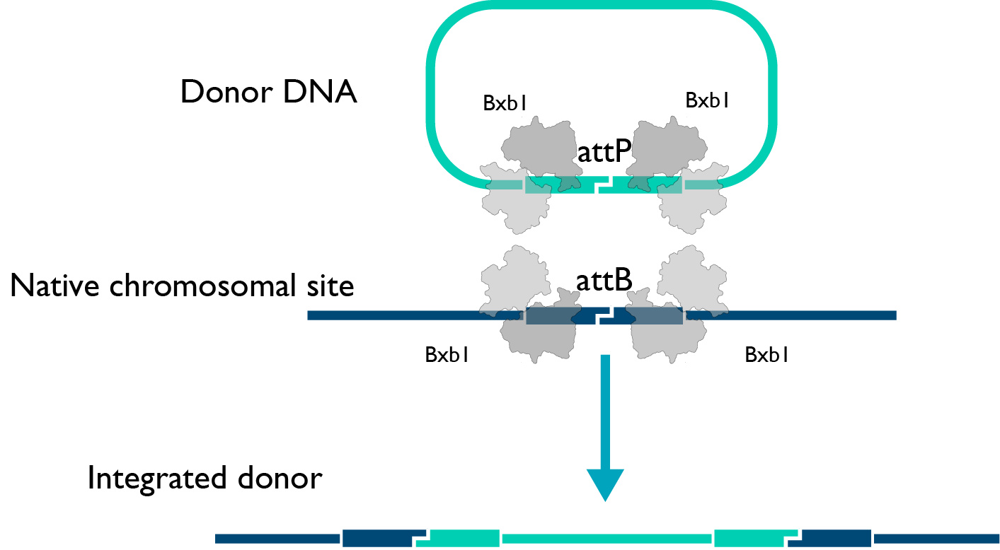 Donor DNA
Bxb1
Bxb1
attP
Native chromosomal site
attB
Bxb1
Bxb1
Integrated donor